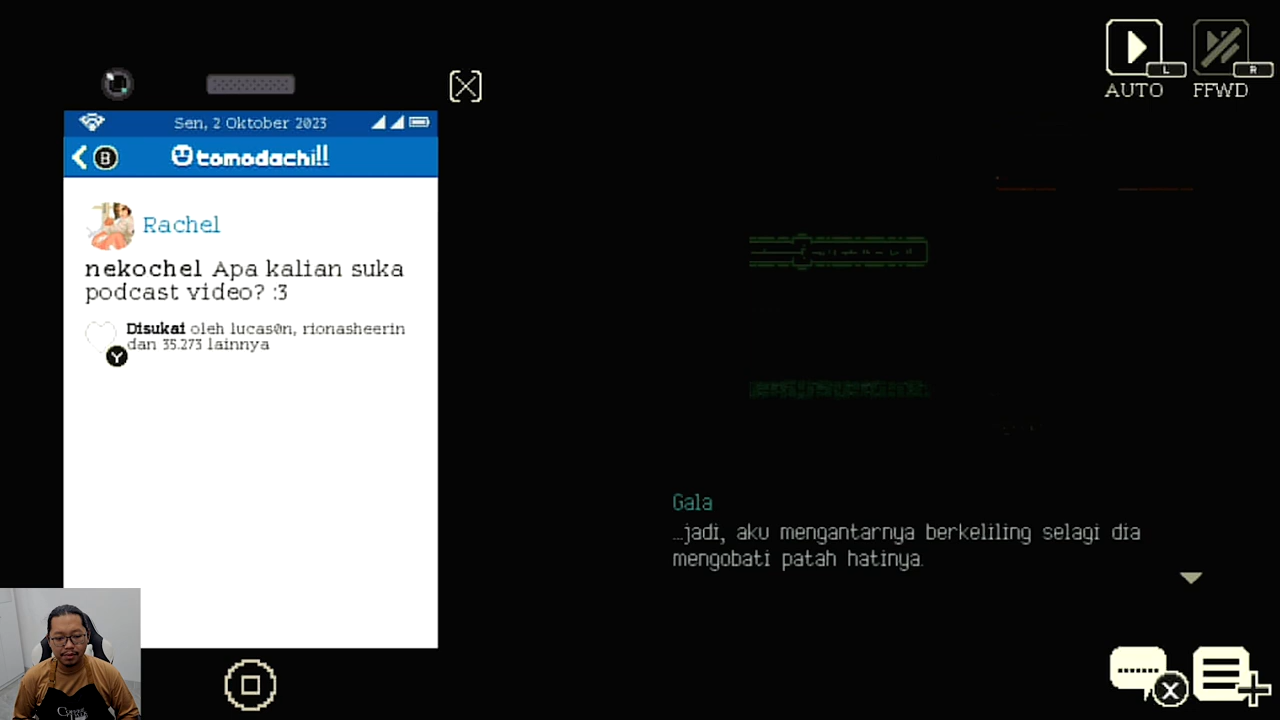 AUTO
L
FFWD
R
Sen, 2 Oktober 2023
B
tomodachi!!
Rachel
nekochel Apa kalian suka
podcast video? :3
Disukai oleh lucas0n, rionasheerin
dan 35.273 lainnya
Y
Gala
...jadi, aku mengantarnya berkeliling selagi dia
mengobati patah hatinya.
X